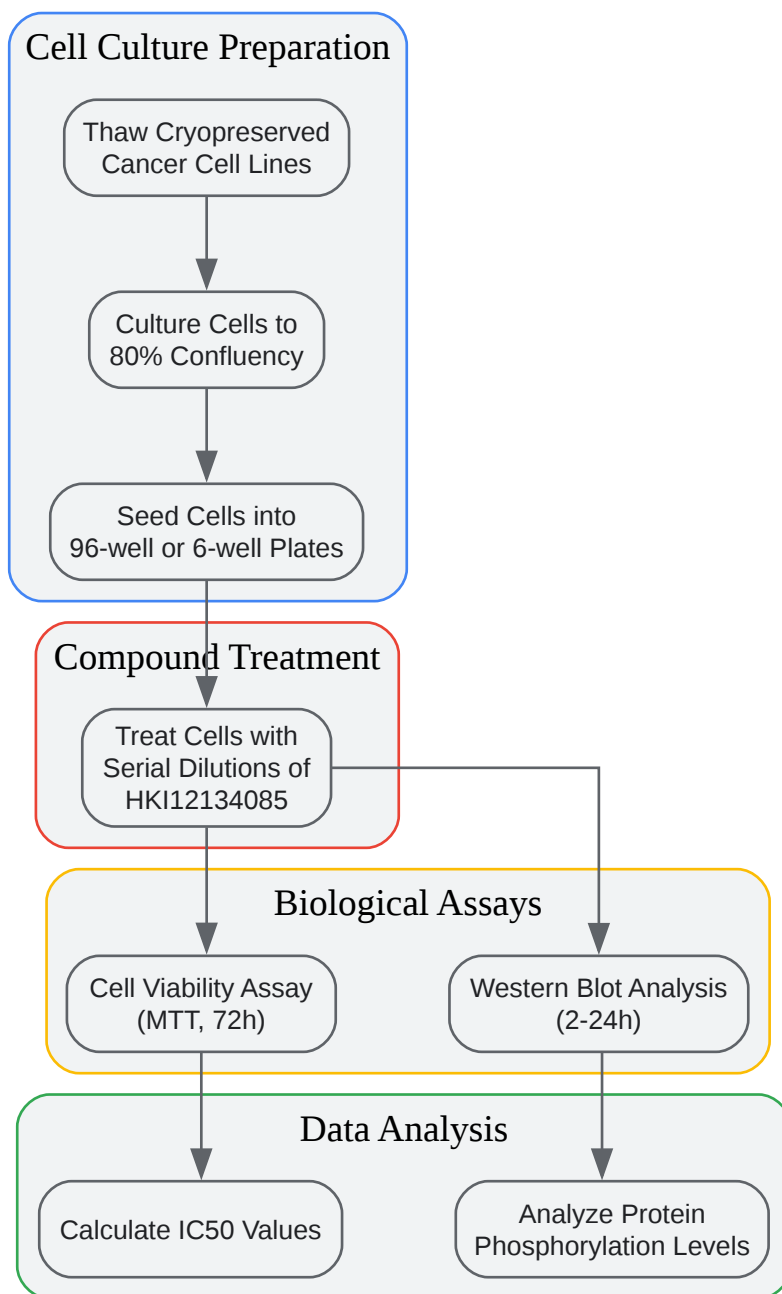 Cell Culture Preparation
Thaw Cryopreserved
Cancer Cell Lines
Culture Cells to
80% Confluency
Seed Cells into
96-well or 6-well Plates
Compound Treatment
Treat Cells with
Serial Dilutions of
HKI12134085
Biological Assays
Cell Viability Assay
(MTT, 72h)
Western Blot Analysis
(2-24h)
Data Analysis
Calculate IC50 Values
Analyze Protein
Phosphorylation Levels